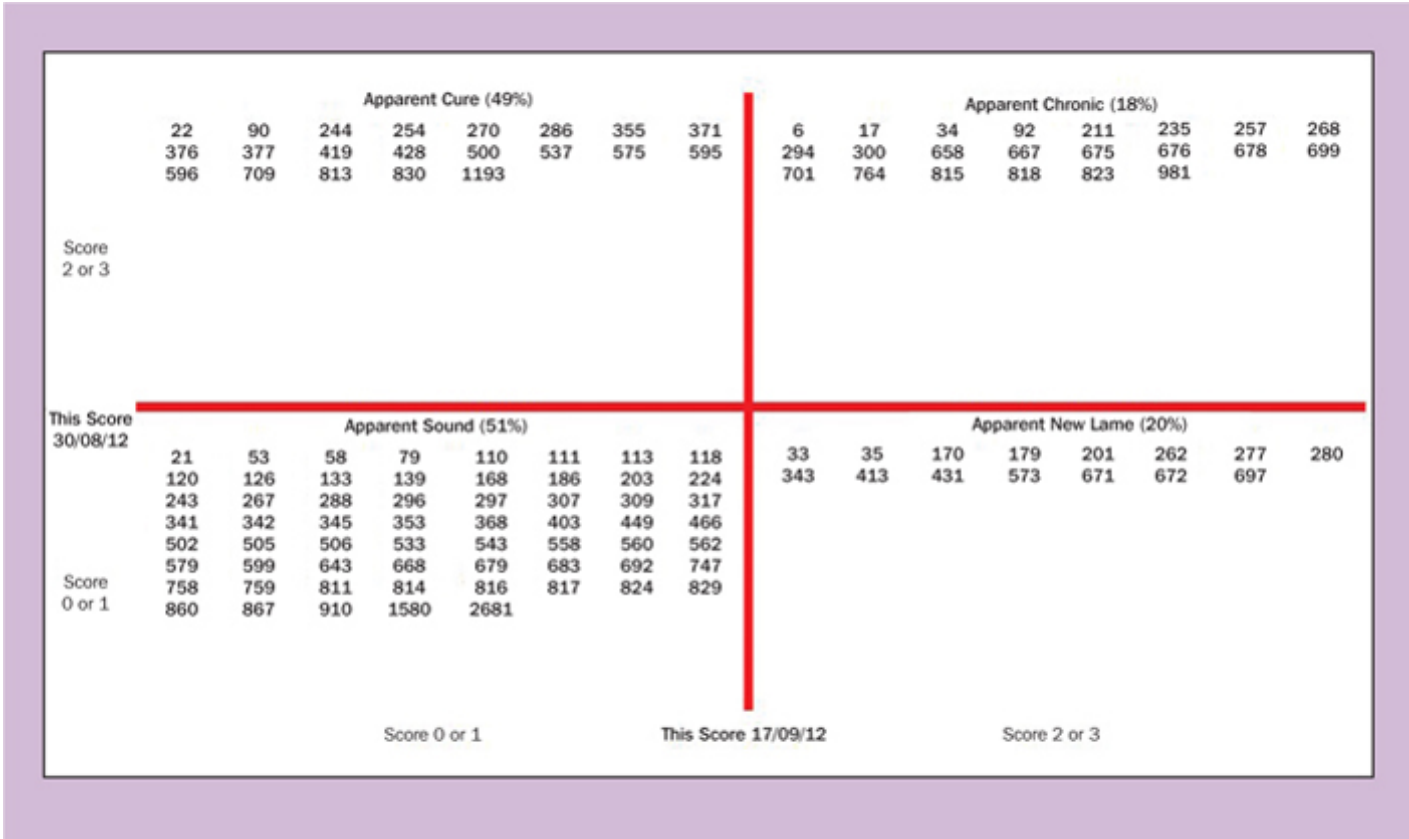 Apparent Cure (49%)
22 90 244 254 270 286 355 371
376 377 419 428 500 537 575 595
596 709 813 830 1193
Apparent Chronic (18%)
6 17 34 92 211 235 257 268
294 300 658 667 675 676 678 699
701 764 815 818 823 981
Score
2 or 3
This Score
30/08/12
Apparent Sound (51%)
21 53 58 79 110 111 113 118
120 126 133 139 168 186 203 224
243 267 288 296 297 307 309 317
341 342 345 353 368 403 449 466
502 505 506 533 543 558 560 562
579 599 643 668 679 683 692 747
758 759 811 814 816 817 824 829
860 867 910 1580 2681
Apparent New Lame (20%)
33 35 170 179 201 262 277 280
343 413 431 573 671 672 697
Score
0 or 1
Score 0 or 1
This Score 17/09/12
Score 2 or 3